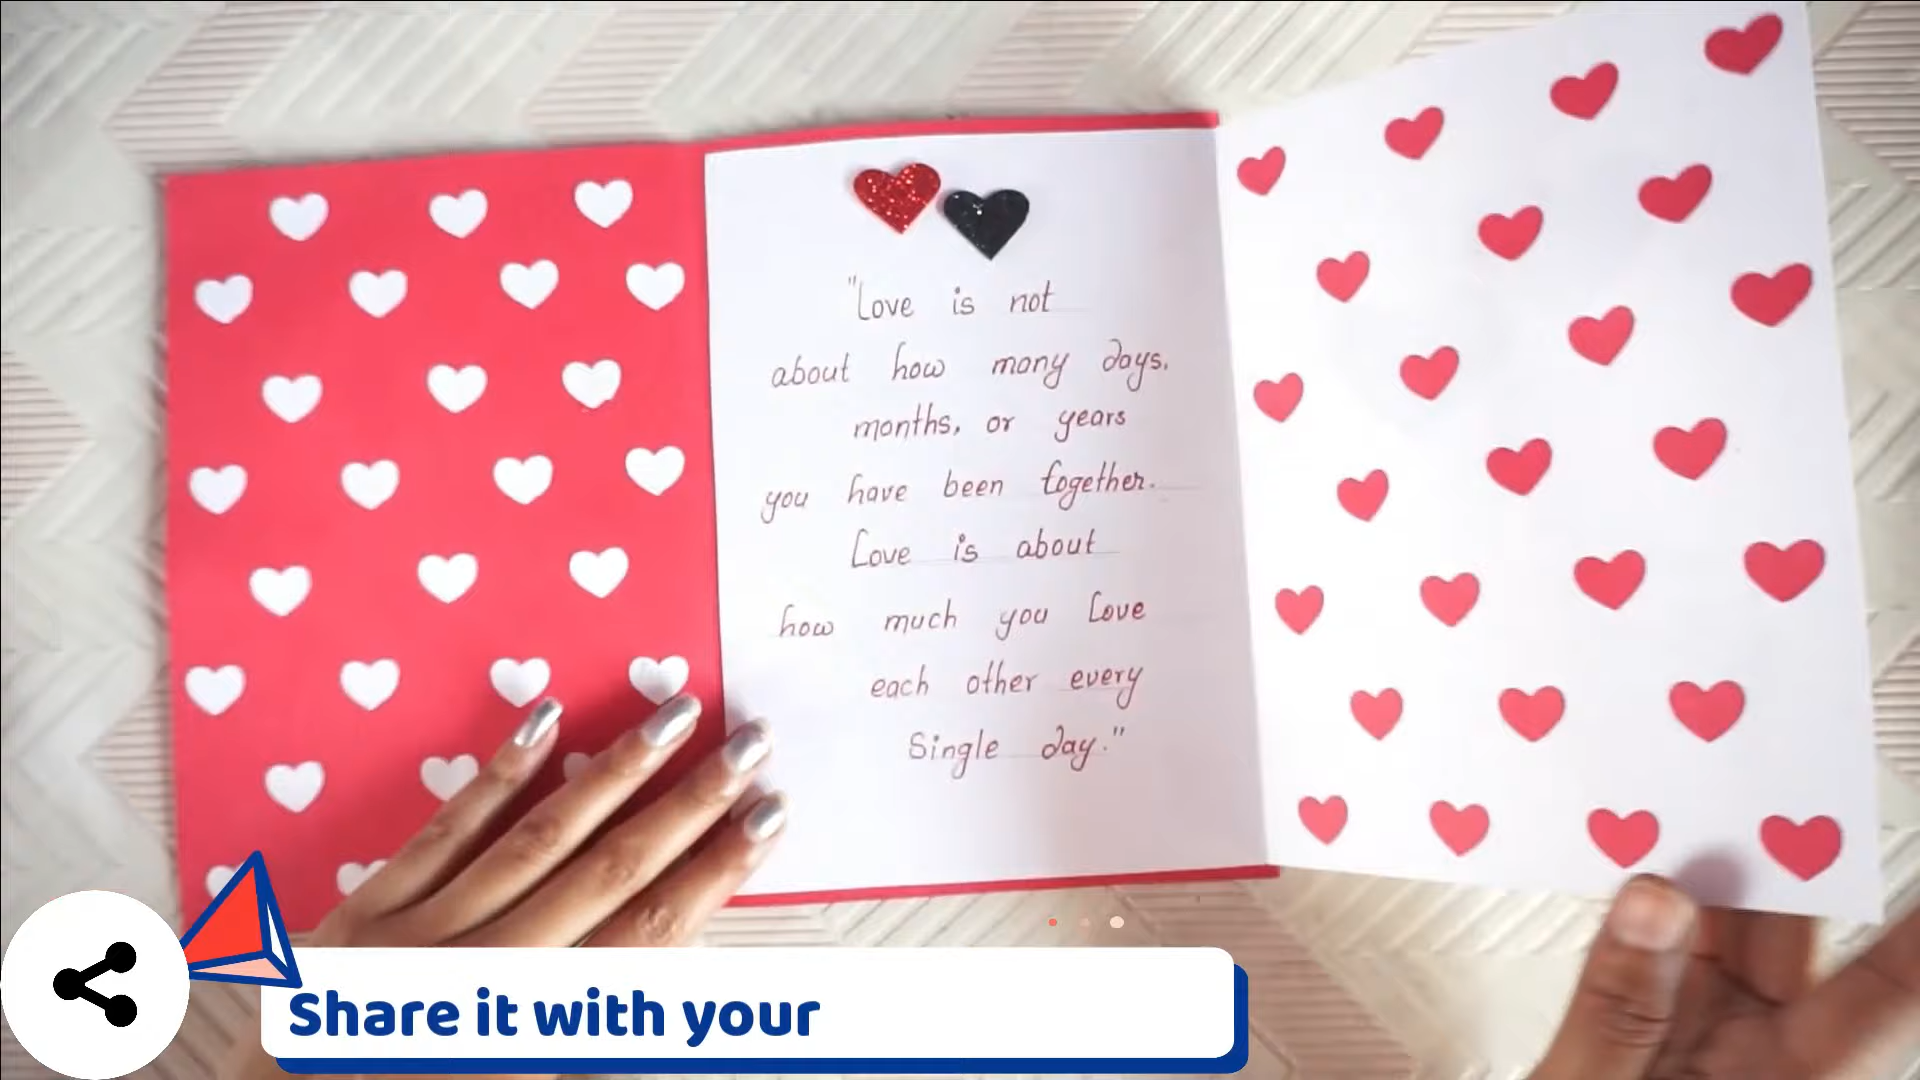 "Love is not
about how many days,
months, or years
you have been together.
Love is about
how much you Love
each other every
Single day."
Share it with your